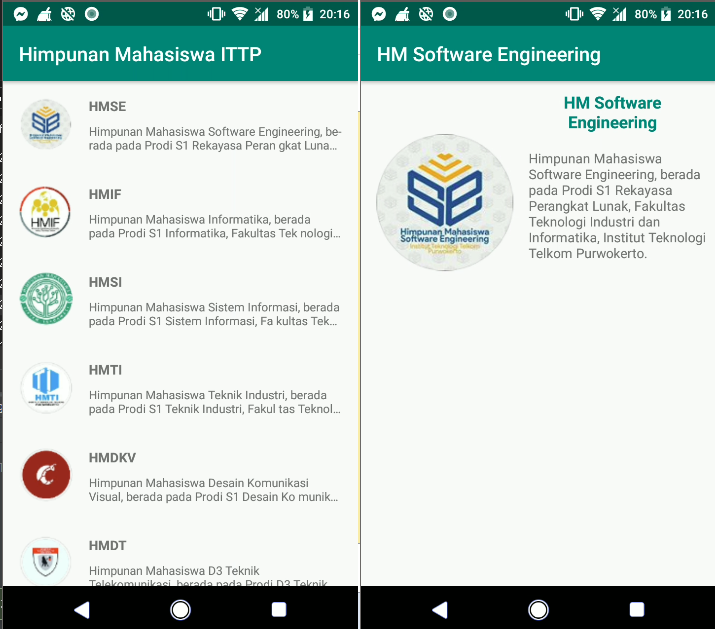 80% 20:16
Himpunan Mahasiswa ITTP
HMSE
Himpunan Mahasiswa Software Engineering, be-
rada pada Prodi S1 Rekayasa Peran gkat Luna...
HMIF
HMIF
Himpunan Mahasiswa Informatika, berada
pada Prodi S1 Informatika, Fakultas Tek nologi...
HMSI
Himpunan Mahasiswa Sistem Informasi, berada
pada Prodi S1 Sistem Informasi, Fa kultas Tek...
HMTI
HMTI
Himpunan Mahasiswa Teknik Industri, berada
pada Prodi S1 Teknik Industri, Fakul tas Teknol...
HMDKV
Himpunan Mahasiswa Desain Komunikasi
Visual, berada pada Prodi S1 Desain Ko munik...
HMDT
Himpunan Mahasiswa D3 Teknik
Telekomunikasi, berada pada Prodi D3 Teknik
80% 20:16
HM Software Engineering
HM Software
Engineering
Himpunan Mahasiswa
Software Engineering, berada
pada Prodi S1 Rekayasa
Perangkat Lunak, Fakultas
Teknologi Industri dan
Informatika, Institut Teknologi
Telkom Purwokerto.
Himpunan Mahasiswa
Software Engineering
Institut Teknologi Telkom
Purwokerto